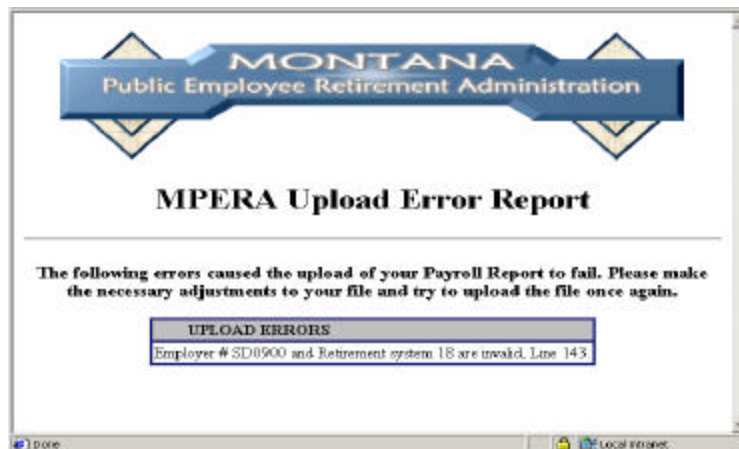 MONTANA
Public Employee Retirement Administration
MPERA Upload Error Report
The following errors caused the upload of your Payroll Report to fail. Please make
the necessary adjustments to your file and try to upload the file once again.
UPLOAD ERRORS
Employer # SD0900 and Retirement system 18 are invalid, Line 143.
Done
Local intranet